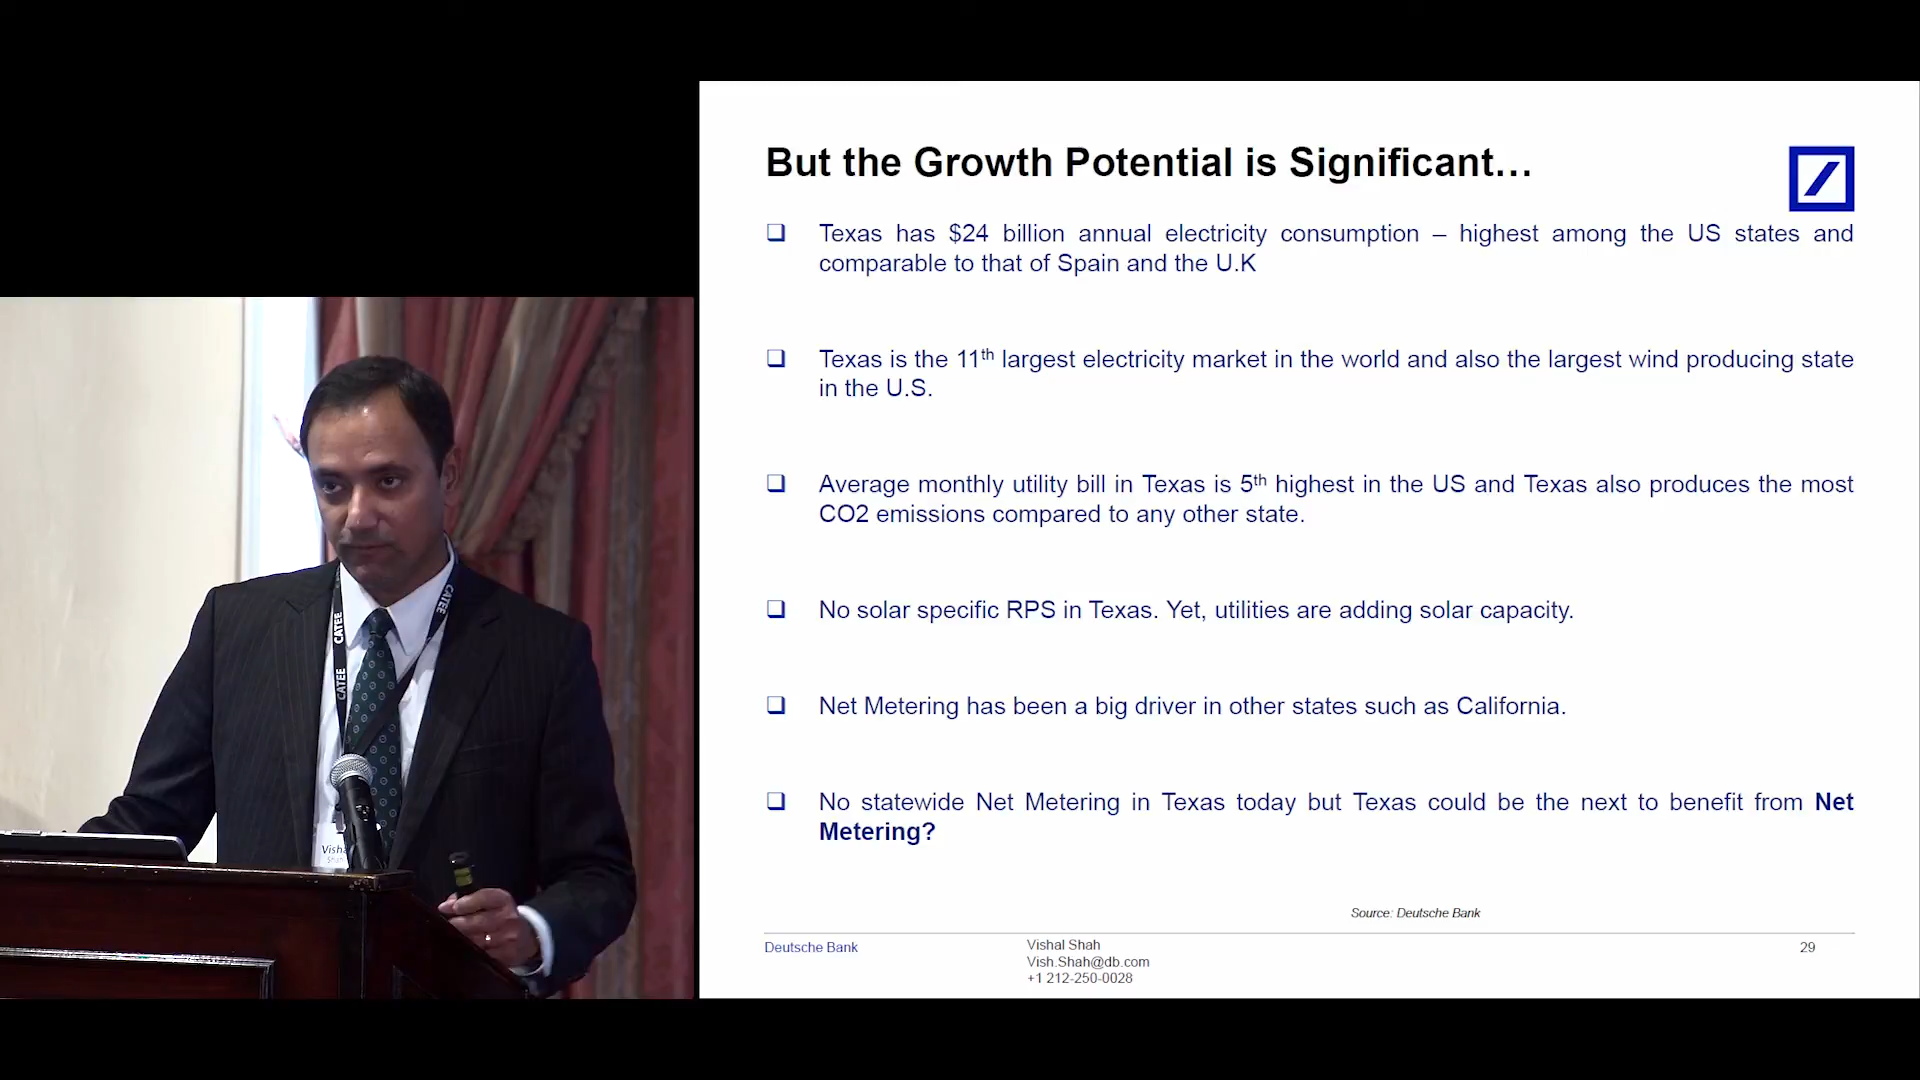 But the Growth Potential is Significant…
❑ Texas has $24 billion annual electricity consumption – highest among the US states and
comparable to that of Spain and the U.K
❑ Texas is the 11th largest electricity market in the world and also the largest wind producing state
in the U.S.
❑ Average monthly utility bill in Texas is 5th highest in the US and Texas also produces the most
CO2 emissions compared to any other state.
❑ No solar specific RPS in Texas. Yet, utilities are adding solar capacity.
❑ Net Metering has been a big driver in other states such as California.
❑ No statewide Net Metering in Texas today but Texas could be the next to benefit from Net
Metering?
Source: Deutsche Bank
Deutsche Bank
Vishal Shah
Vish.Shah@db.com
+1 212-250-0028
29
CATEE
CATEE
CATEE
Visha
Shah